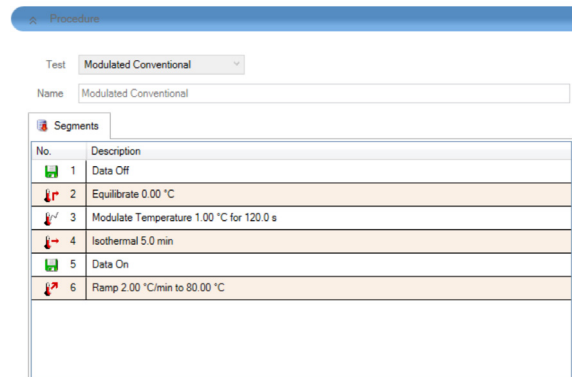 Procedure
Test Modulated Conventional
Name Modulated Conventional
Segments
No. Description
1 Data Off
2 Equilibrate 0.00 °C
3 Modulate Temperature 1.00 °C for 120.0 s
4 Isothermal 5.0 min
5 Data On
6 Ramp 2.00 °C/min to 80.00 °C